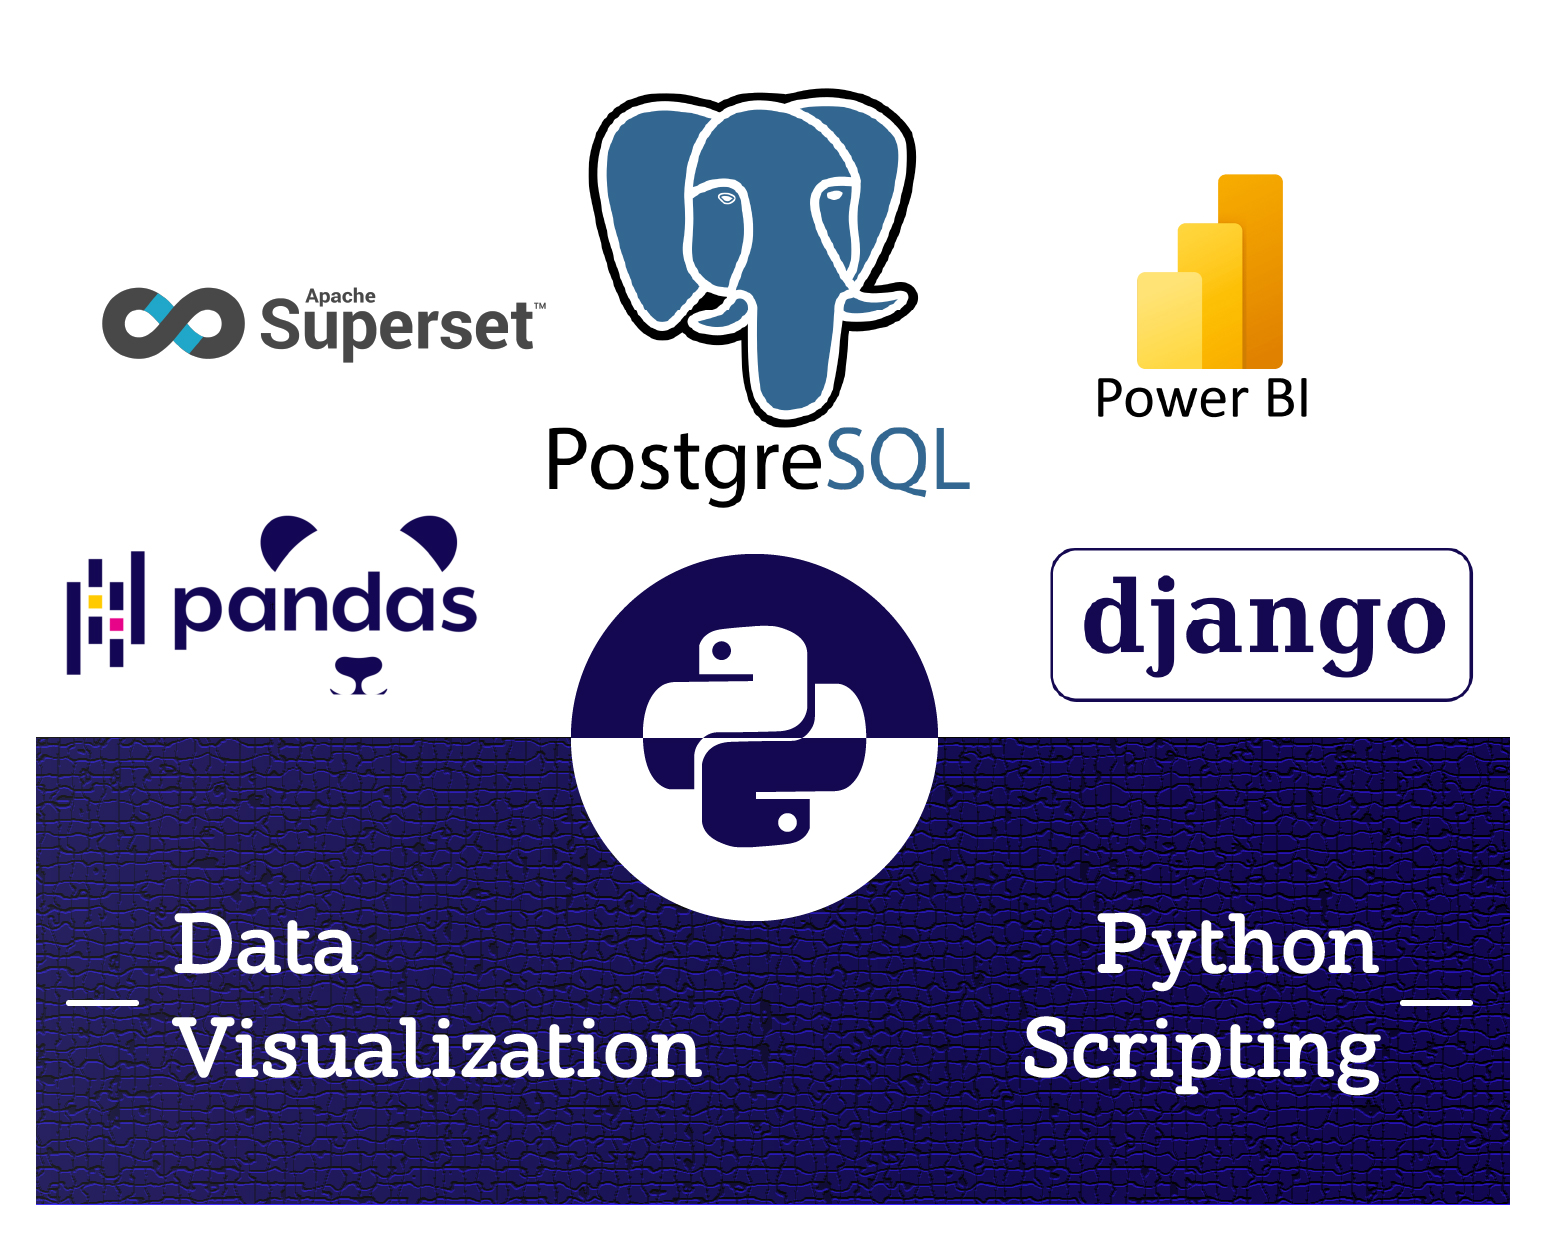 Apache
Superset™
PostgreSQL
Power BI
pandas
django
Data
Visualization
Python
Scripting